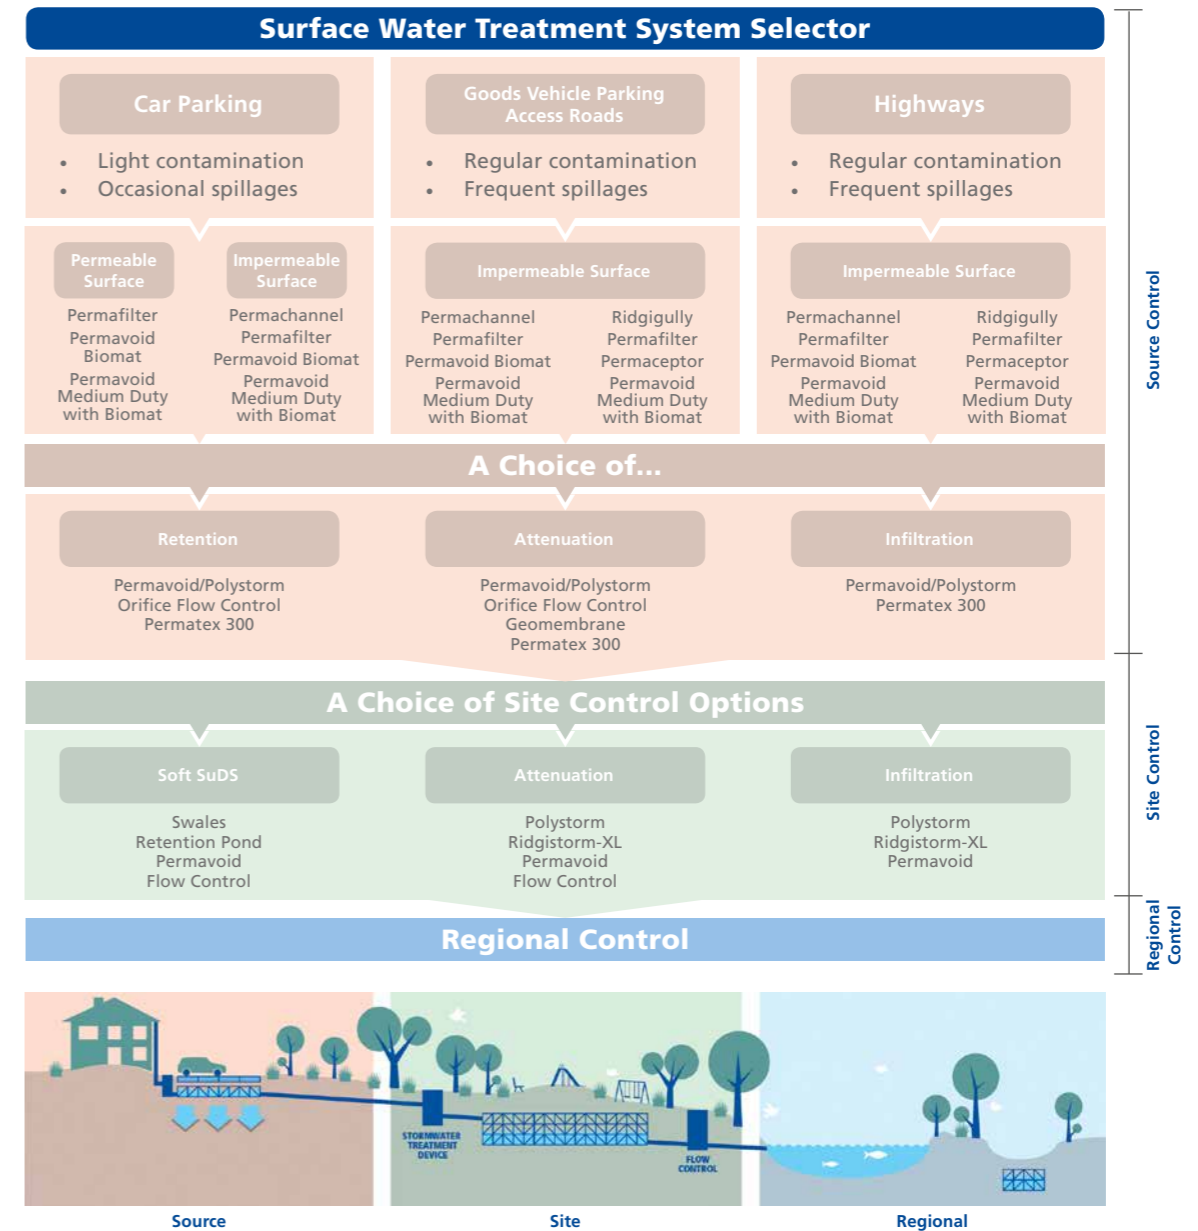 Surface Water Treatment System Selector
Car Parking
• Light contamination
• Occasional spillages
Goods Vehicle Parking
Access Roads
• Regular contamination
• Frequent spillages
Highways
• Regular contamination
• Frequent spillages
Permeable
Surface
Permafilter
Permavoid
Biomat
Permavoid
Medium Duty
with Biomat
Impermeable
Surface
Permachannel
Permafilter
Permavoid Biomat
Permavoid
Medium Duty
with Biomat
Impermeable Surface
Permachannel
Permafilter
Permavoid Biomat
Permavoid
Medium Duty
with Biomat
Ridgigully
Permafilter
Permaceptor
Permavoid
Medium Duty
with Biomat
Impermeable Surface
Permachannel
Permafilter
Permavoid Biomat
Permavoid
Medium Duty
with Biomat
Ridgigully
Permafilter
Permaceptor
Permavoid
Medium Duty
with Biomat
Source Control
A Choice of...
Retention
Permavoid/Polystorm
Orifice Flow Control
Permatex 300
Attenuation
Permavoid/Polystorm
Orifice Flow Control
Geomembrane
Permatex 300
Infiltration
Permavoid/Polystorm
Permatex 300
A Choice of Site Control Options
Soft SuDS
Swales
Retention Pond
Permavoid
Flow Control
Attenuation
Polystorm
Ridgistorm-XL
Permavoid
Flow Control
Infiltration
Polystorm
Ridgistorm-XL
Permavoid
Site Control
Regional Control
Regional
Control
STORMWATER
TREATMENT
DEVICE
FLOW
CONTROL
Source
Site
Regional